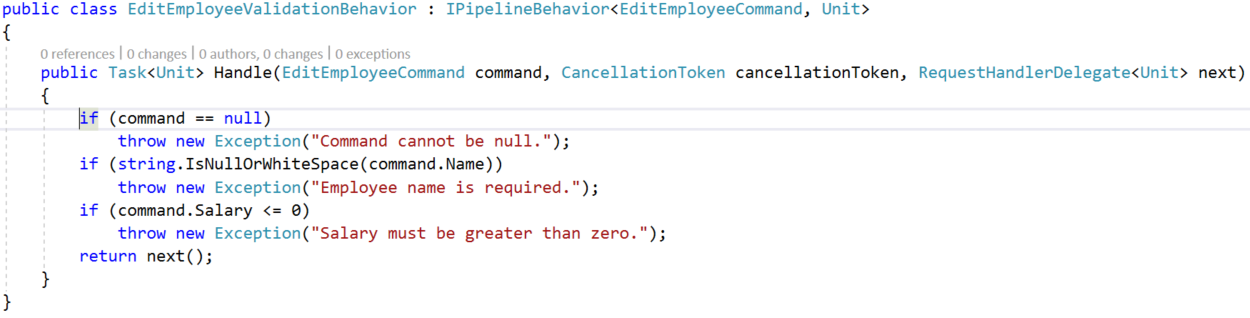 public class EditEmployeeValidationBehavior : IPipelineBehavior<EditEmployeeCommand, Unit>
{
0 references | 0 changes | 0 authors, 0 changes | 0 exceptions
public Task<Unit> Handle(EditEmployeeCommand command, CancellationToken cancellationToken, RequestHandlerDelegate<Unit> next)
{
if (command == null)
throw new Exception("Command cannot be null.");
if (string.IsNullOrWhiteSpace(command.Name))
throw new Exception("Employee name is required.");
if (command.Salary <= 0)
throw new Exception("Salary must be greater than zero.");
return next();
}
}